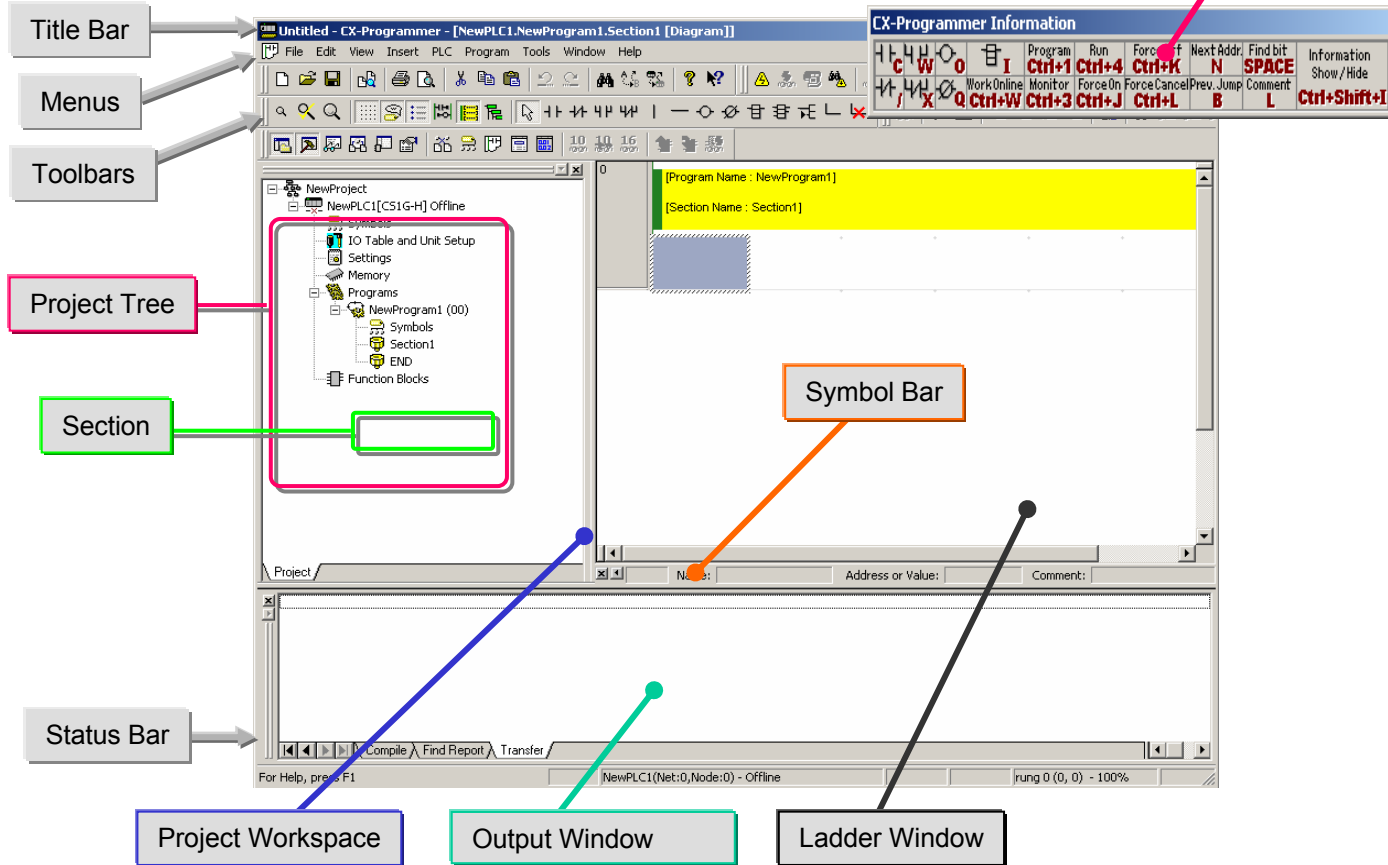 Title Bar
Menus
Toolbars
Project Tree
Section
Status Bar
Untitled - CX-Programmer - [NewPLC1.NewProgram1.Section1 [Diagram]]
File Edit View Insert PLC Program Tools Window Help
CX-Programmer Information
C W O I Program Run Next Addr. Find bit Information
Ctrl+1 Ctrl+4 Ctrl+K N SPACE Show/Hide
/ X Q Work Online Monitor Force On Force Cancel Prev. Jump Comment
Ctrl+W Ctrl+3 Ctrl+J Ctrl+L B L Ctrl+Shift+I
10 10 16
NewProject
NewPLC1[CS1G-H] Offline
Symbols
IO Table and Unit Setup
Settings
Memory
Programs
NewProgram1 (00)
Symbols
Section1
END
Function Blocks
Project
0
[Program Name : NewProgram1]
[Section Name : Section1]
Symbol Bar
Address or Value:
Comment:
Compile Find Report Transfer
For Help, press F1
NewPLC1(Net:0,Node:0) - Offline
rung 0 (0, 0) - 100%
Project Workspace
Output Window
Ladder Window